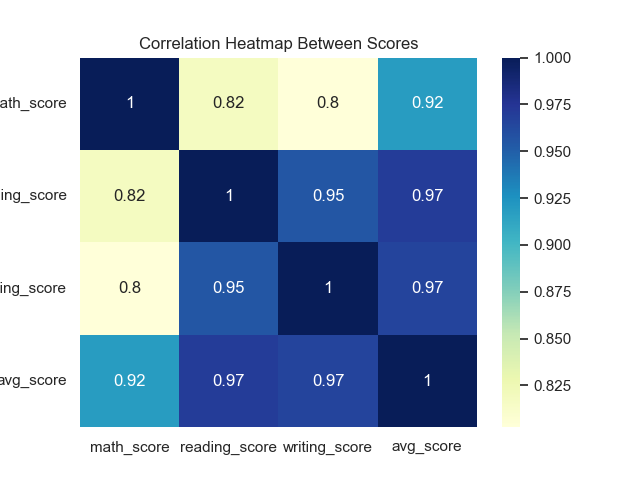 Correlation Heatmap Between Scores
ath_score 1 0.82 0.8 0.92
ing_score 0.82 1 0.95 0.97
ing_score 0.8 0.95 1 0.97
avg_score 0.92 0.97 0.97 1
math_score reading_score writing_score avg_score
1.000
0.975
0.950
0.925
0.900
0.875
0.850
0.825